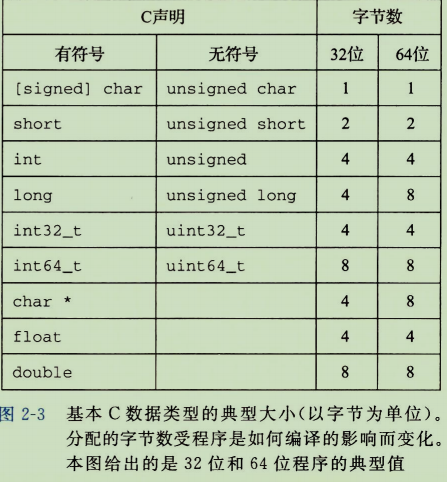 C声明 字节数
有符号 无符号 32位 64位
[signed] char unsigned char 1 1
short unsigned short 2 2
int unsigned 4 4
long unsigned long 4 8
int32_t uint32_t 4 4
int64_t uint64_t 8 8
char * 4 8
float 4 4
double 8 8
图 2-3 基本 C 数据类型的典型大小(以字节为单位)。
分配的字节数受程序是如何编译的影响而变化。
本图给出的是 32 位和 64 位程序的典型值